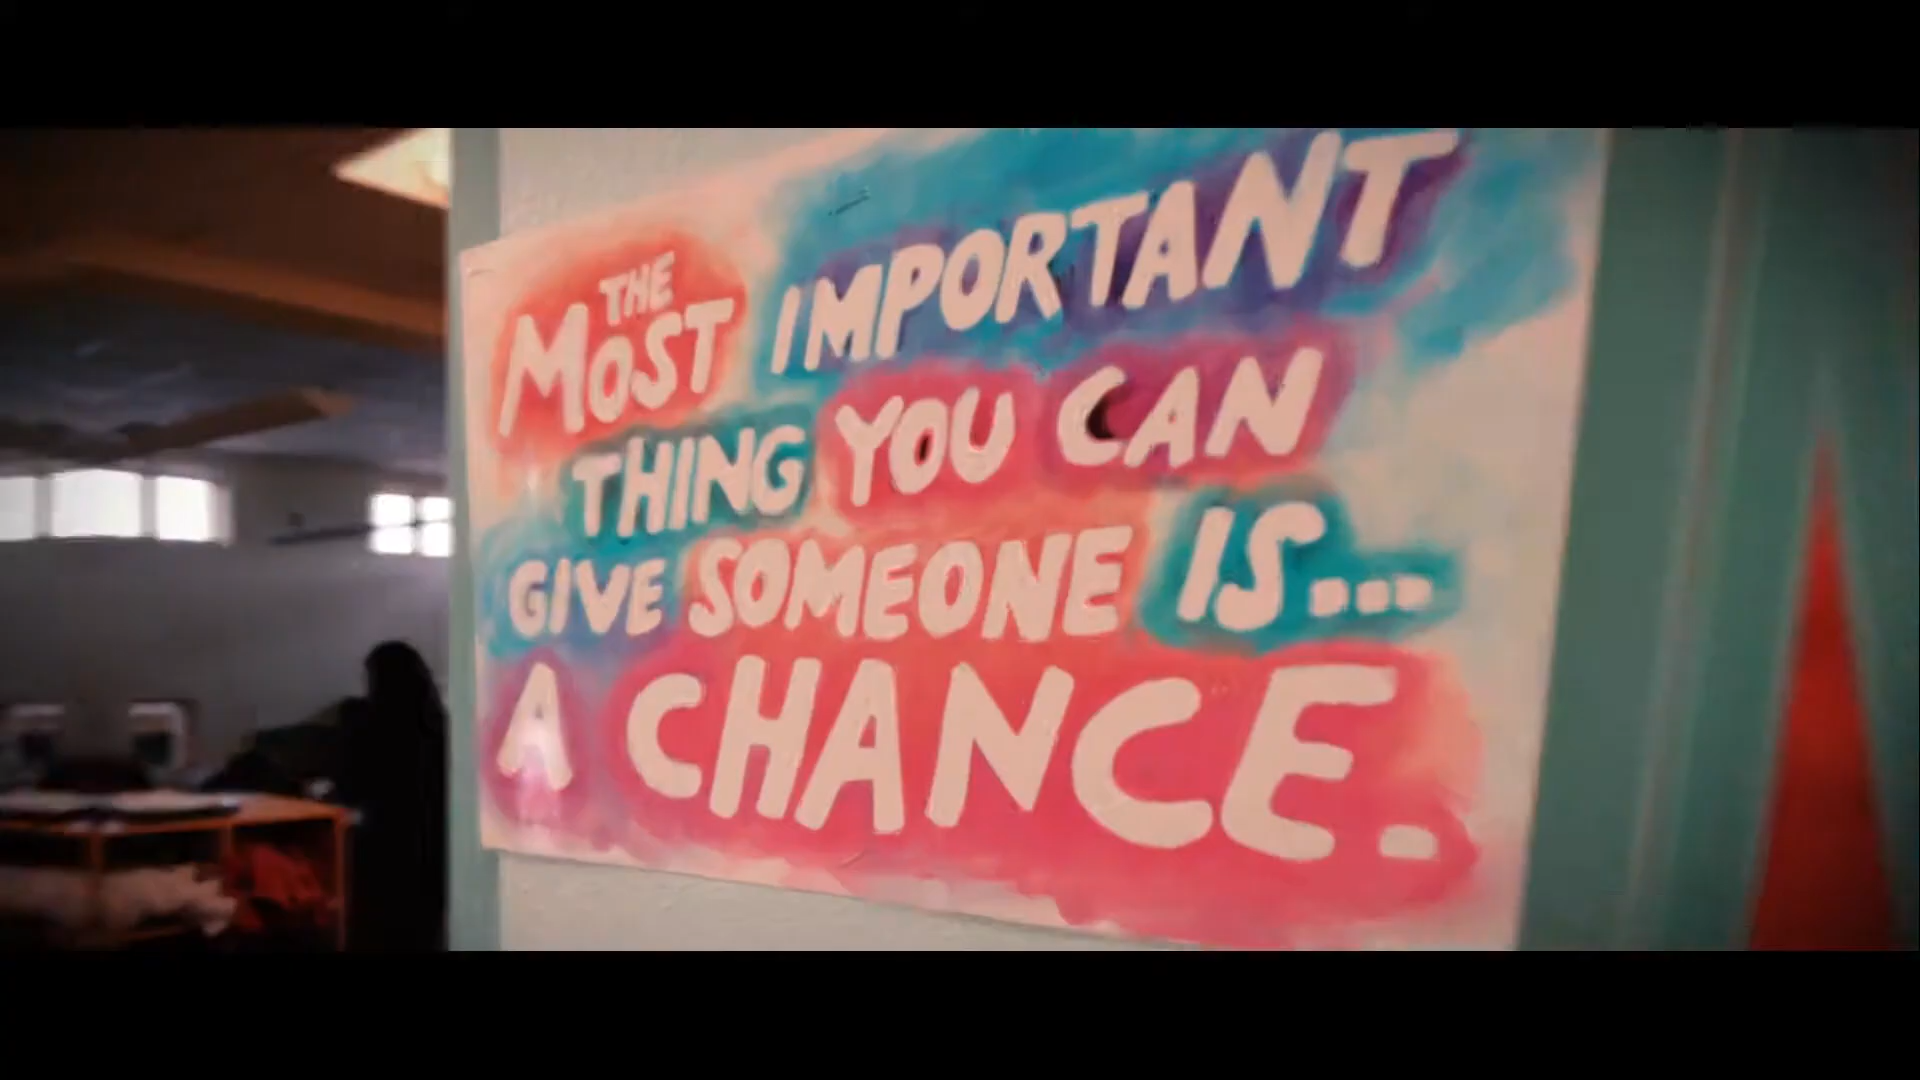 THE
MOST IMPORTANT
THING YOU CAN
GIVE SOMEONE IS...
A CHANCE.